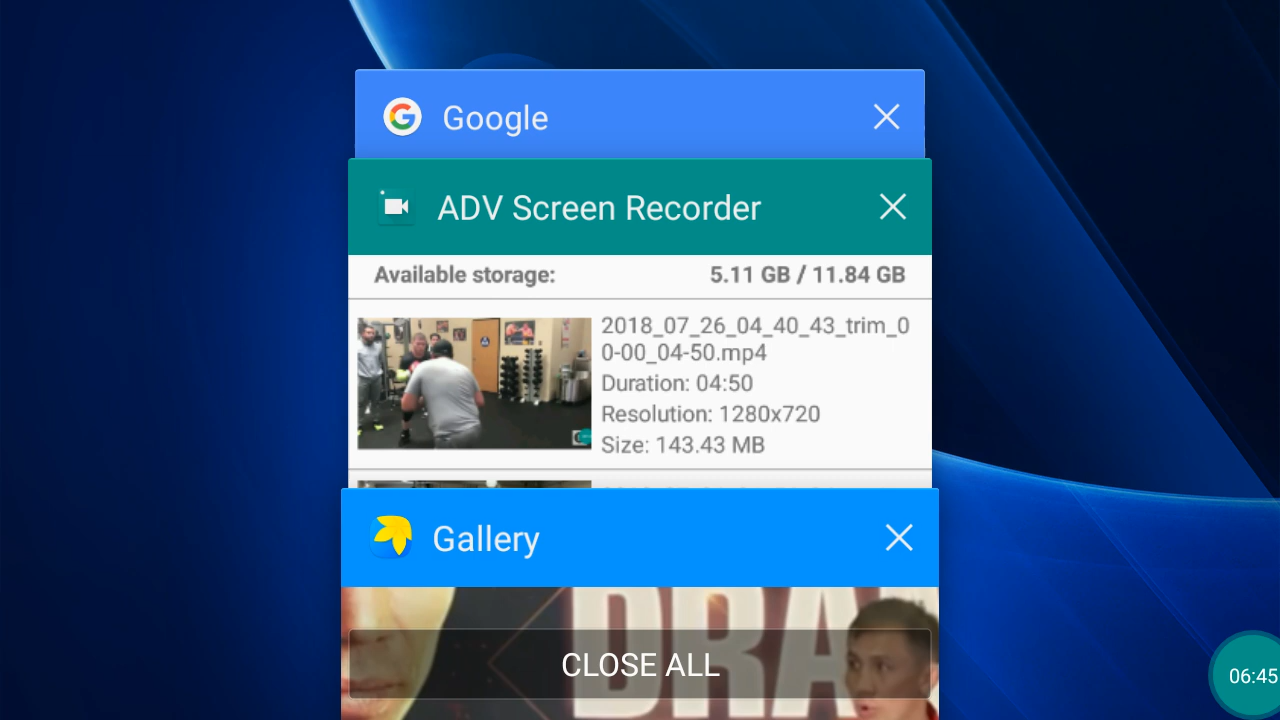 Google
ADV Screen Recorder
Available storage: 5.11 GB / 11.84 GB
2018_07_26_04_40_43_trim_0
0-00_04-50.mp4
Duration: 04:50
Resolution: 1280x720
Size: 143.43 MB
Gallery
DRA
CLOSE ALL
06:45